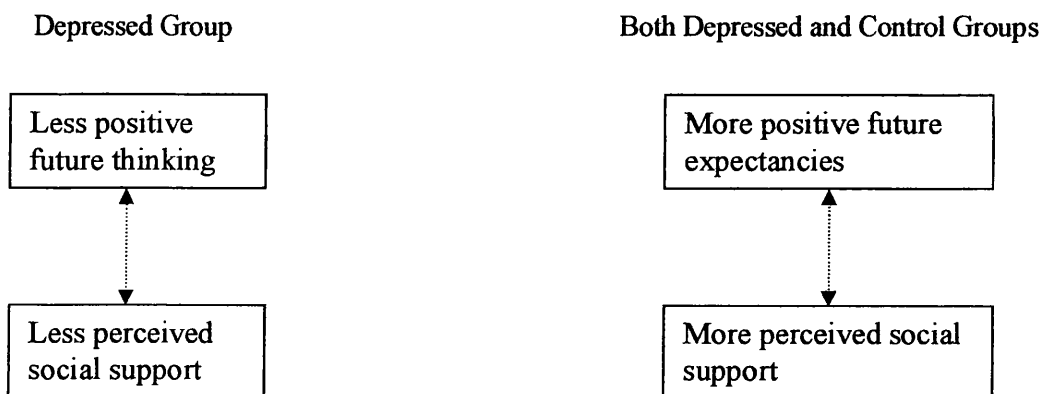 Depressed Group
Both Depressed and Control Groups
Less positive
future thinking
More positive future
expectancies
Less perceived
social support
More perceived social
support